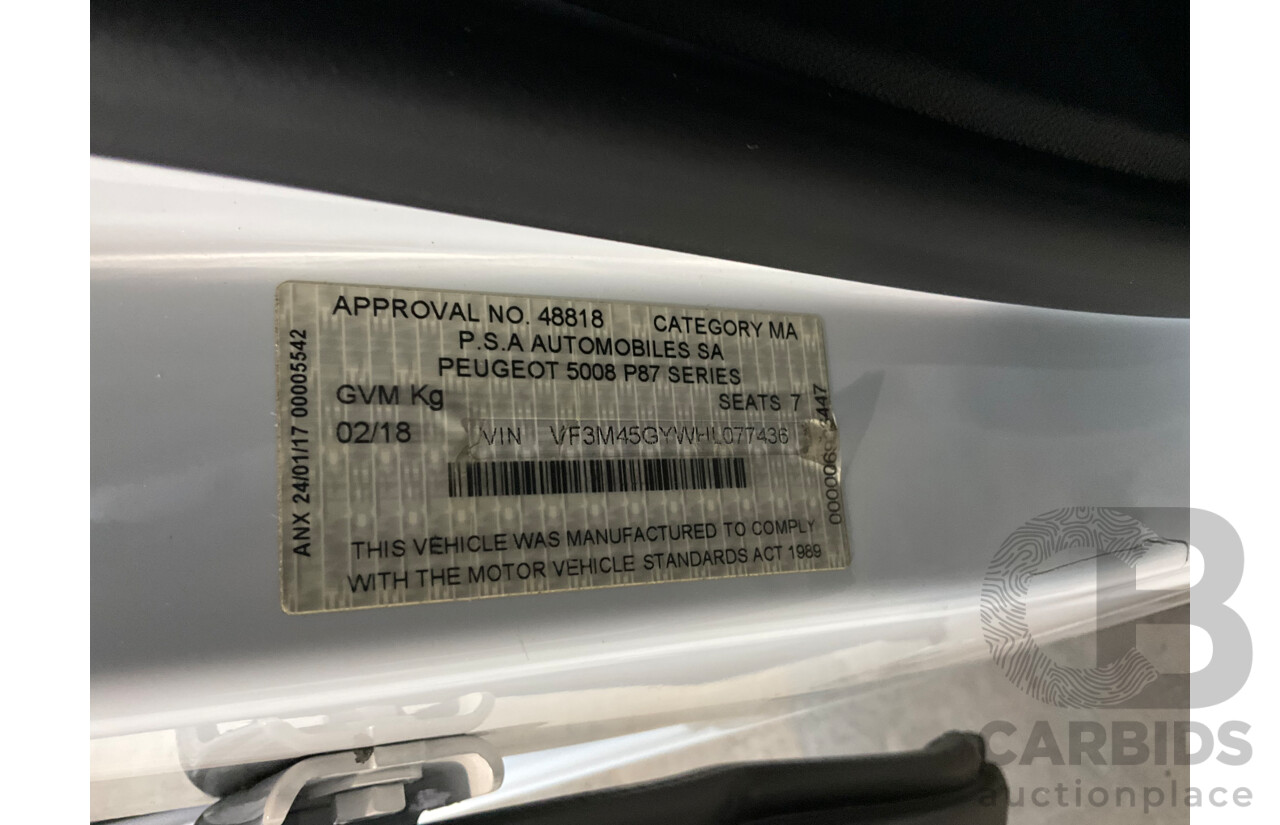 APPROVAL NO. 48818 CATEGORY MA
P.S.A AUTOMOBILES SA
PEUGEOT 5008 P87 SERIES
GVM Kg SEATS 7
02/18 VIN VF3M45GYWHL077436
THIS VEHICLE WAS MANUFACTURED TO COMPLY
WITH THE MOTOR VEHICLE STANDARDS ACT 1989
ANX 24/01/17 00005542
CB
CARBIDS
auctionplace